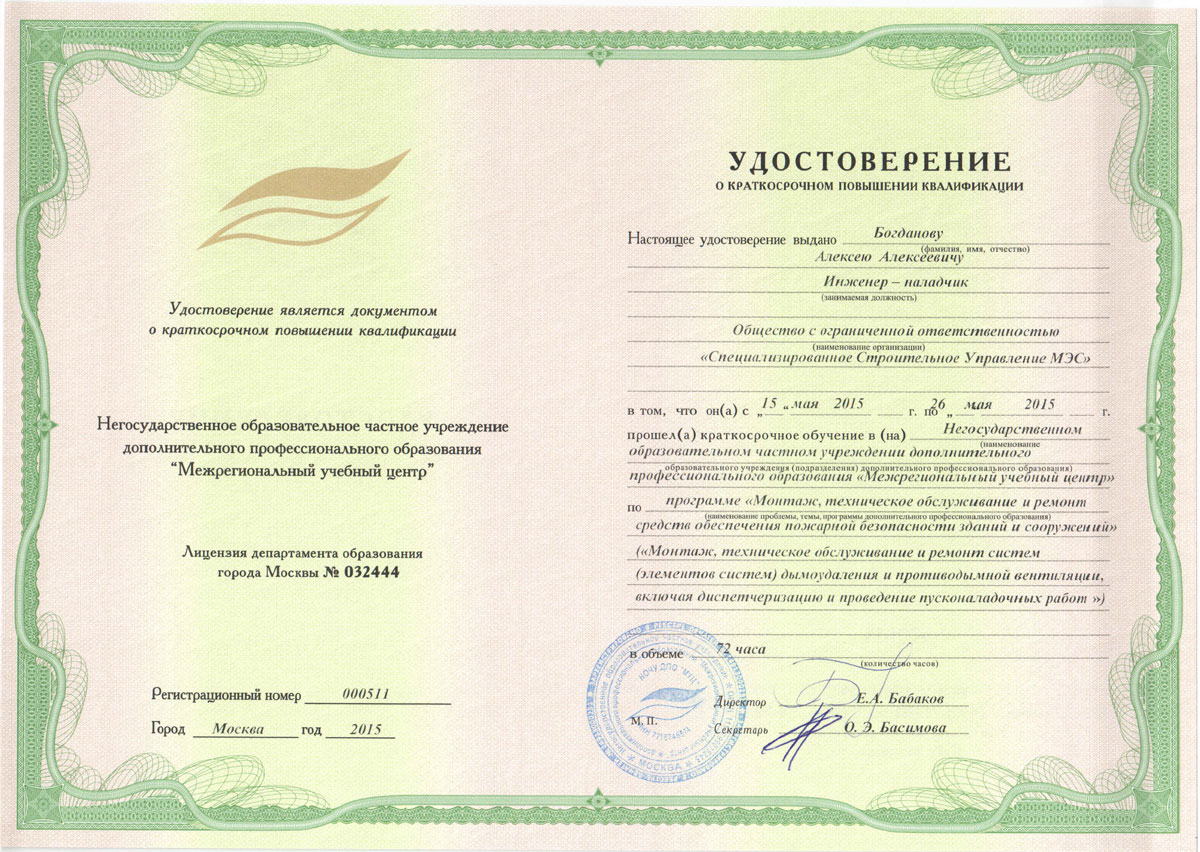 Удостоверение является документом
о краткосрочном повышении квалификации
Негосударственное образовательное частное учреждение
дополнительного профессионального образования
“Межрегиональный учебный центр”
Лицензия департамента образования
города Москвы № 032444
Регистрационный номер 000511
Город Москва год 2015
УДОСТОВЕРЕНИЕ
О КРАТКОСРОЧНОМ ПОВЫШЕНИИ КВАЛИФИКАЦИИ
Настоящее удостоверение выдано Богданову
(фамилия, имя, отчество)
Алексею Алексеевичу
Инженер – наладчик
(занимаемая должность)
Общество с ограниченной ответственностью
(наименование организации)
«Специализированное Строительное Управление МЭС»
в том, что он(а) с „ 15 “ мая 2015 г. по „ 26 “ мая 2015 г.
прошел(а) краткосрочное обучение в (на) Негосударственном
(наименование
образовательном частном учреждении дополнительного
образовательного учреждения (подразделения) дополнительного профессионального образования)
профессионального образования «Межрегиональный учебный центр»
по программе «Монтаж, техническое обслуживание и ремонт
(наименование проблемы, темы, программы дополнительного профессионального образования)
средств обеспечения пожарной безопасности зданий и сооружений»
(«Монтаж, техническое обслуживание и ремонт систем
(элементов систем) дымоудаления и противодымной вентиляции,
включая диспетчеризацию и проведение пусконаладочных работ »)
в объеме 72 часа
(количество часов)
НОЧУ ДПО "МУЦ"
М. П.
МОСКВА
Директор Е.А. Бабаков
Секретарь О. Э. Басимова